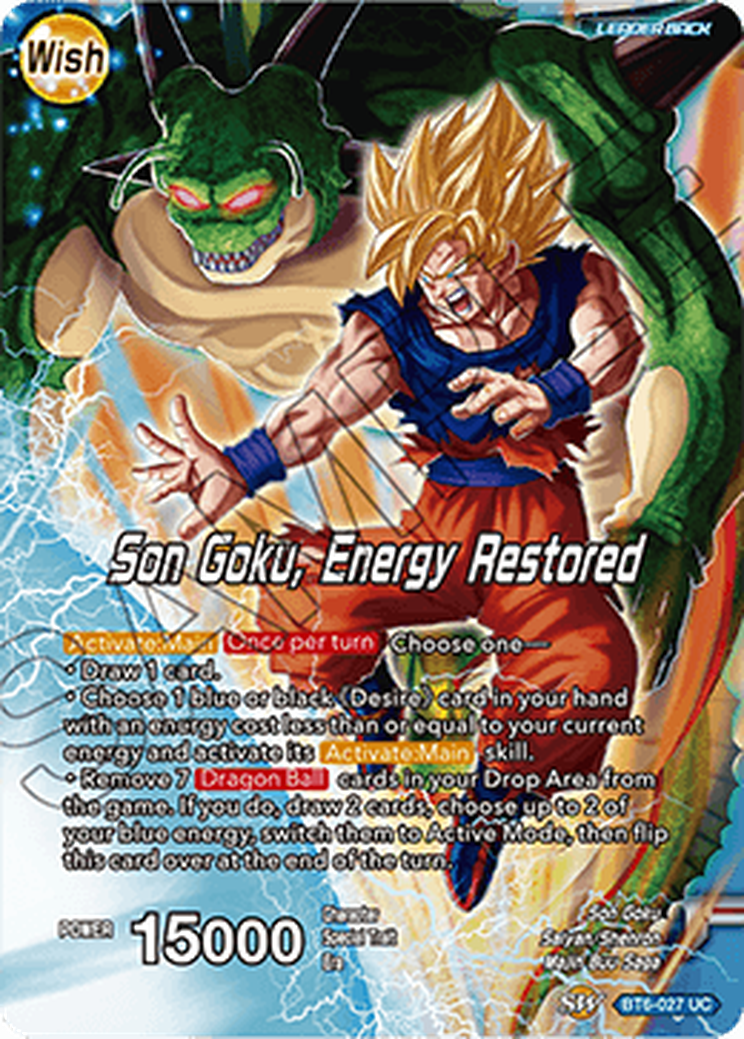 LEADER BACK
Wish
Son Goku, Energy Restored
Activate:Main Once per turn Choose one—
・Draw 1 card.
・Choose 1 blue or black 《Desire》 card in your hand
with an energy cost less than or equal to your current
energy and activate its Activate:Main skill.
・Remove 7 Dragon Ball cards in your Drop Area from
the game. If you do, draw 2 cards, choose up to 2 of
your blue energy, switch them to Active Mode, then flip
this card over at the end of the turn.
POWER 15000
Character Son Goku
Special Trait Saiyan Shenron
Era Majin Buu Saga
SW BT6-027 UC